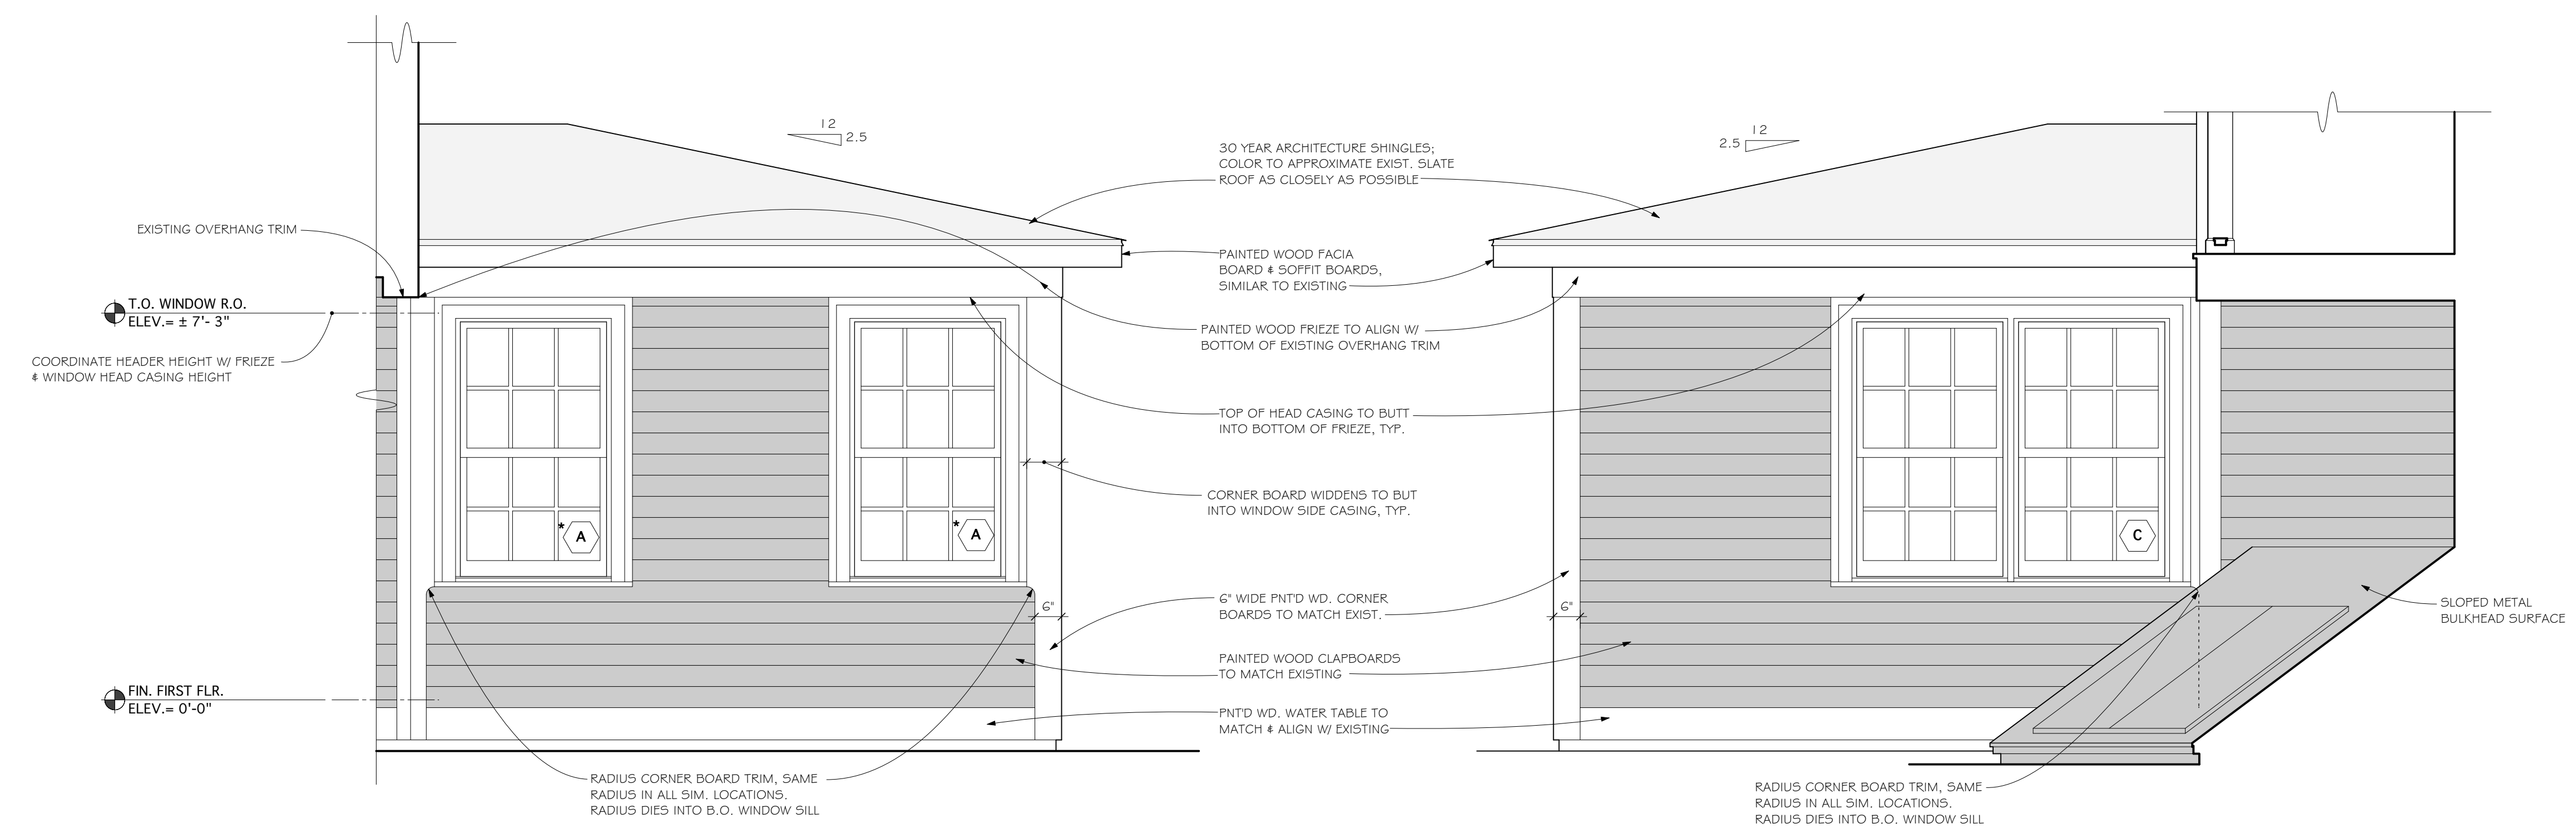 12
2.5
12
2.5
30 YEAR ARCHITECTURE SHINGLES;
COLOR TO APPROXIMATE EXIST. SLATE
ROOF AS CLOSELY AS POSSIBLE
EXISTING OVERHANG TRIM
PAINTED WOOD FACIA
BOARD & SOFFIT BOARDS,
SIMILAR TO EXISTING
T.O. WINDOW R.O.
ELEV.= ± 7'- 3"
PAINTED WOOD FRIEZE TO ALIGN W/
BOTTOM OF EXISTING OVERHANG TRIM
COORDINATE HEADER HEIGHT W/ FRIEZE
& WINDOW HEAD CASING HEIGHT
TOP OF HEAD CASING TO BUTT
INTO BOTTOM OF FRIEZE, TYP.
CORNER BOARD WIDDENS TO BUT
INTO WINDOW SIDE CASING, TYP.
* A
* A
C
6" WIDE PNT'D WD. CORNER
BOARDS TO MATCH EXIST.
6"
6"
SLOPED METAL
BULKHEAD SURFACE
PAINTED WOOD CLAPBOARDS
TO MATCH EXISTING
FIN. FIRST FLR.
ELEV.= 0'-0"
PNT'D WD. WATER TABLE TO
MATCH & ALIGN W/ EXISTING
RADIUS CORNER BOARD TRIM, SAME
RADIUS IN ALL SIM. LOCATIONS.
RADIUS DIES INTO B.O. WINDOW SILL
RADIUS CORNER BOARD TRIM, SAME
RADIUS IN ALL SIM. LOCATIONS.
RADIUS DIES INTO B.O. WINDOW SILL